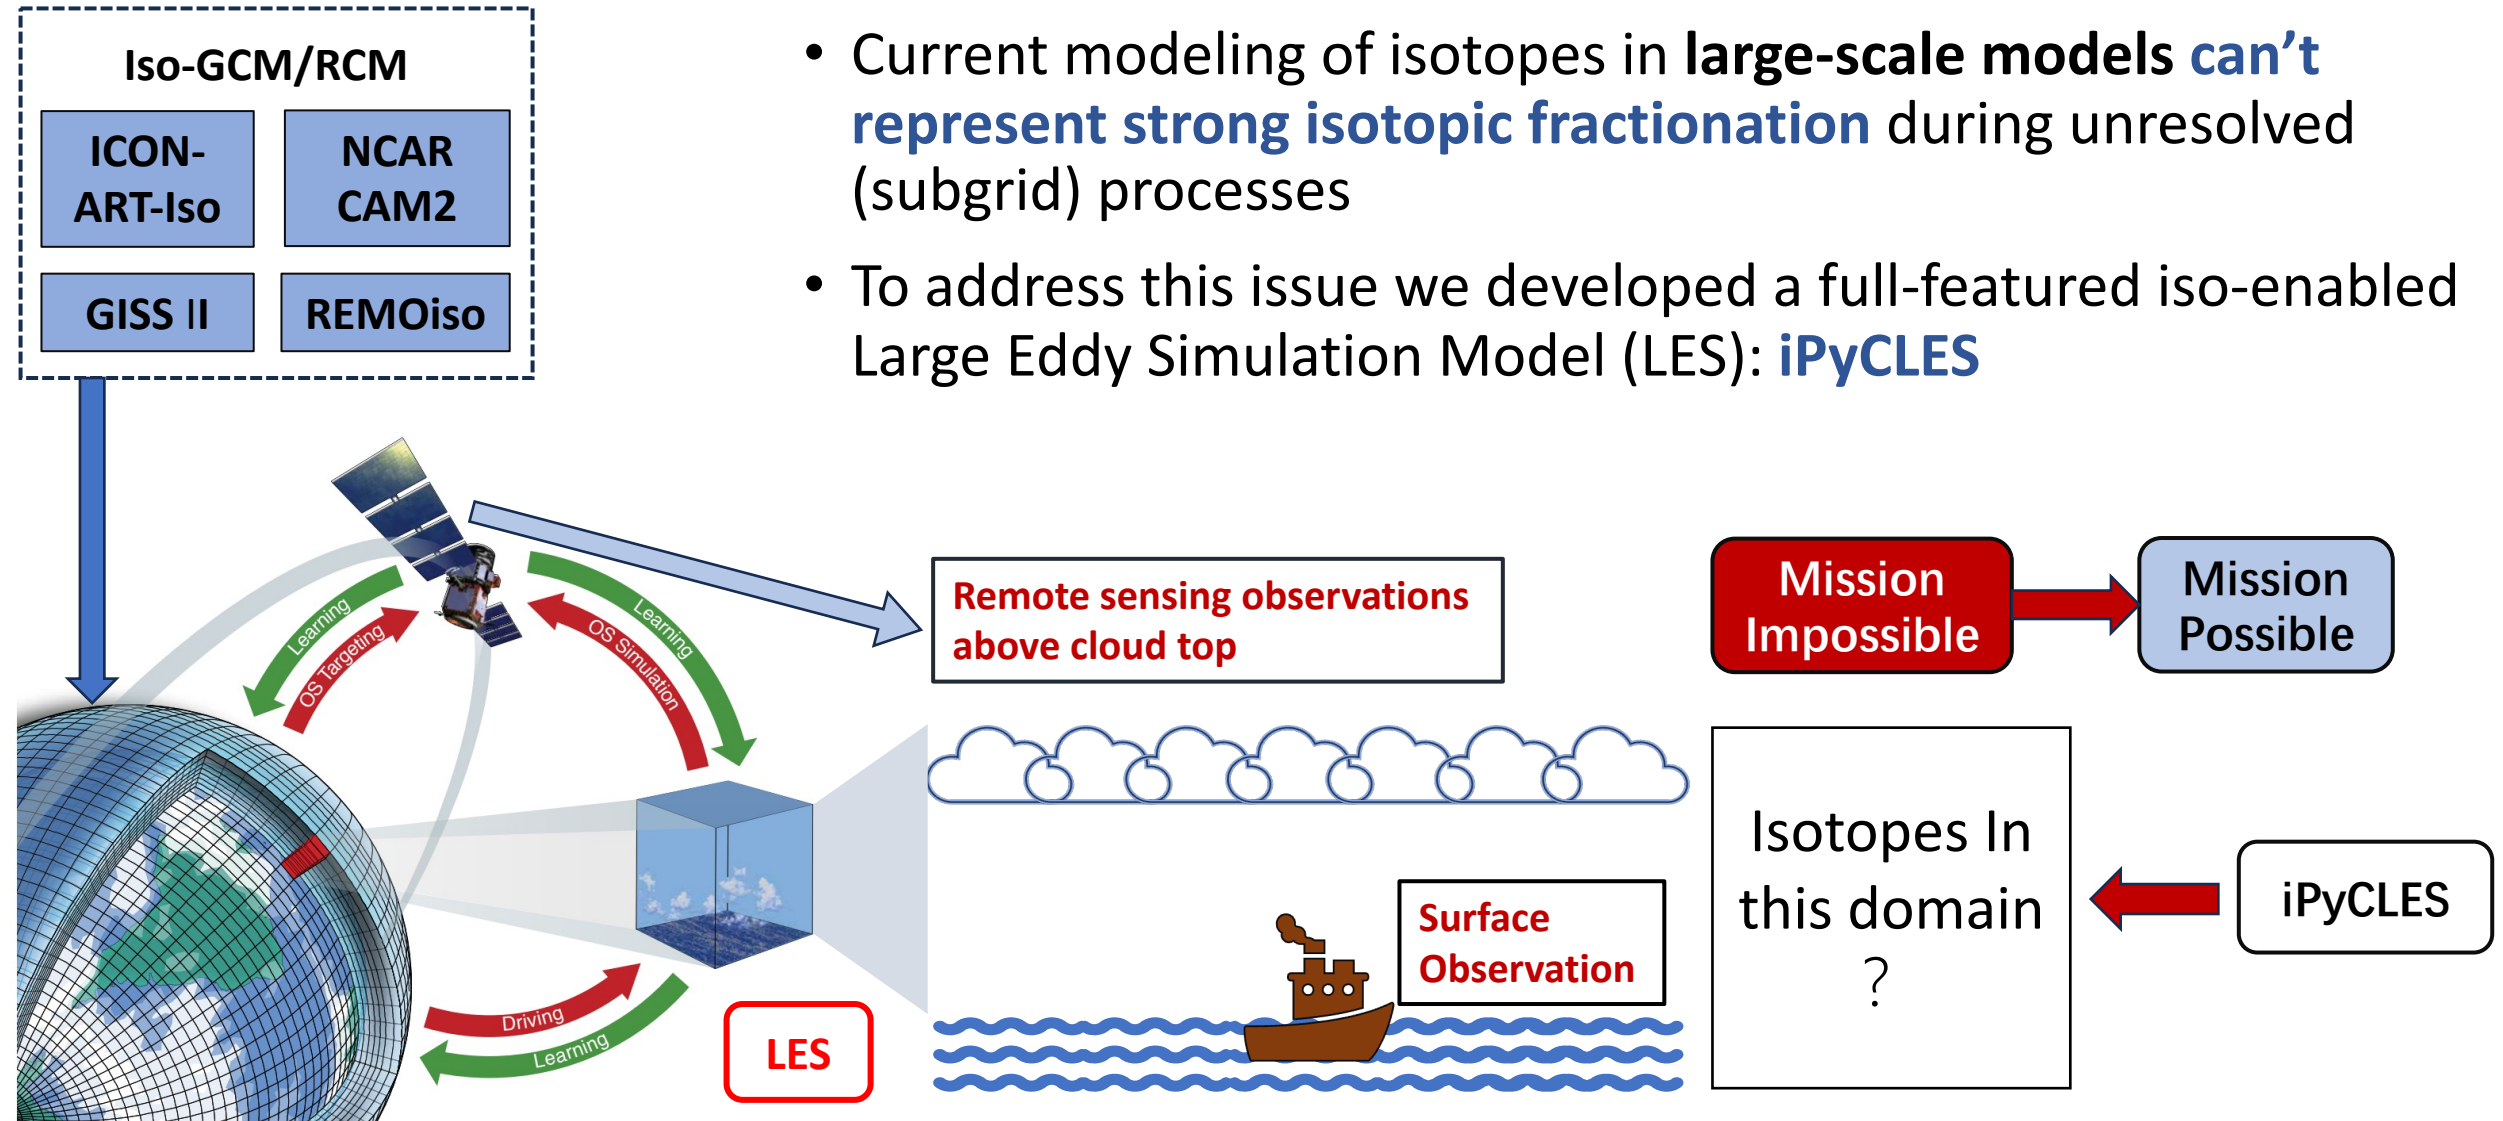 Iso-GCM/RCM
ICON-
ART-Iso
NCAR
CAM2
GISS II
REMOiso
• Current modeling of isotopes in large-scale models can’t
represent strong isotopic fractionation during unresolved
(subgrid) processes
• To address this issue we developed a full-featured iso-enabled
Large Eddy Simulation Model (LES): iPyCLES
Learning
OS Targeting
Learning
OS Simulation
Driving
Learning
LES
Remote sensing observations
above cloud top
Surface
Observation
Mission
Impossible
Mission
Possible
Isotopes In
this domain
?
iPyCLES